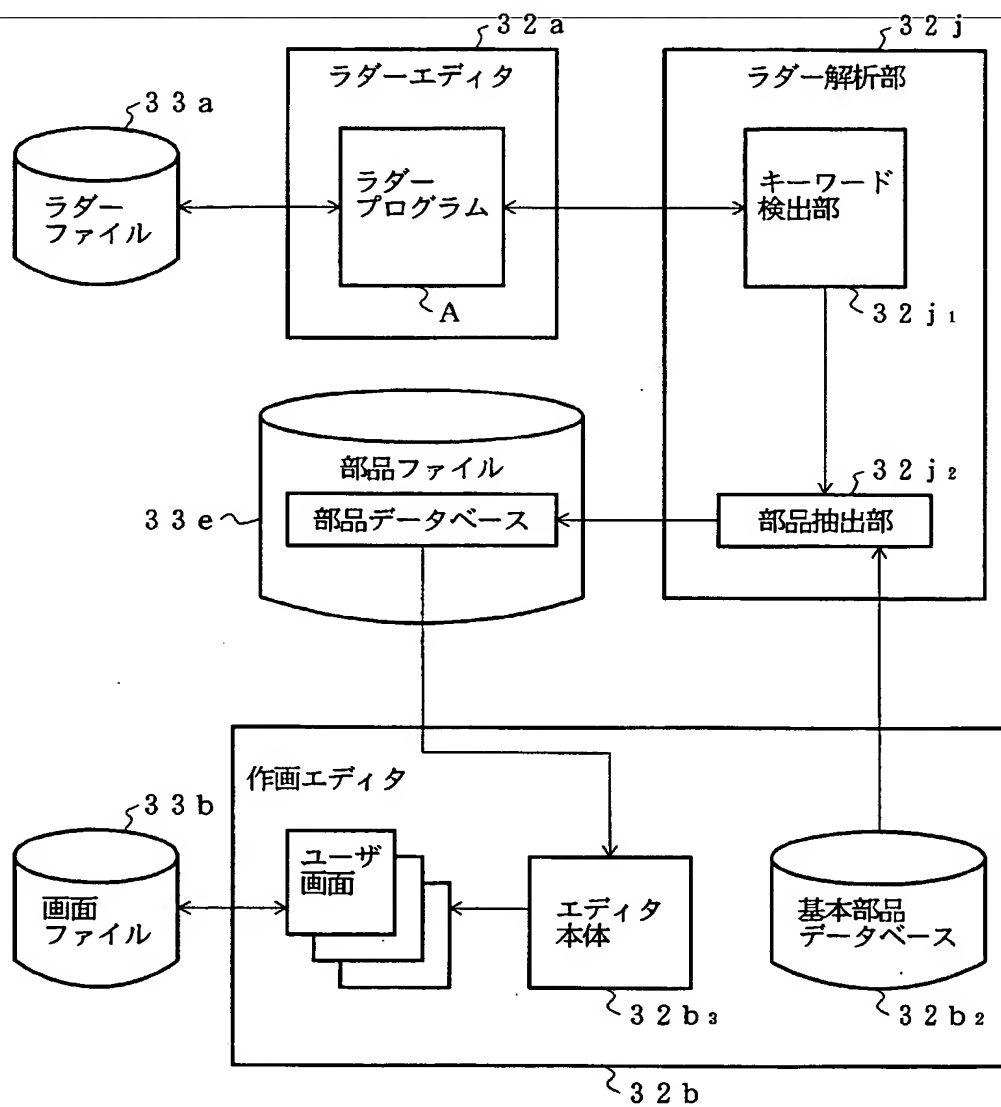 32a
32j
ラダーエディタ
ラダー解析部
33a
ラダー
ファイル
ラダー
プログラム
キーワード
検出部
A
32j1
部品ファイル
32j2
33e
部品データベース
部品抽出部
作画エディタ
33b
画面
ファイル
ユーザ
画面
エディタ
本体
基本部品
データベース
32b3
32b2
32b